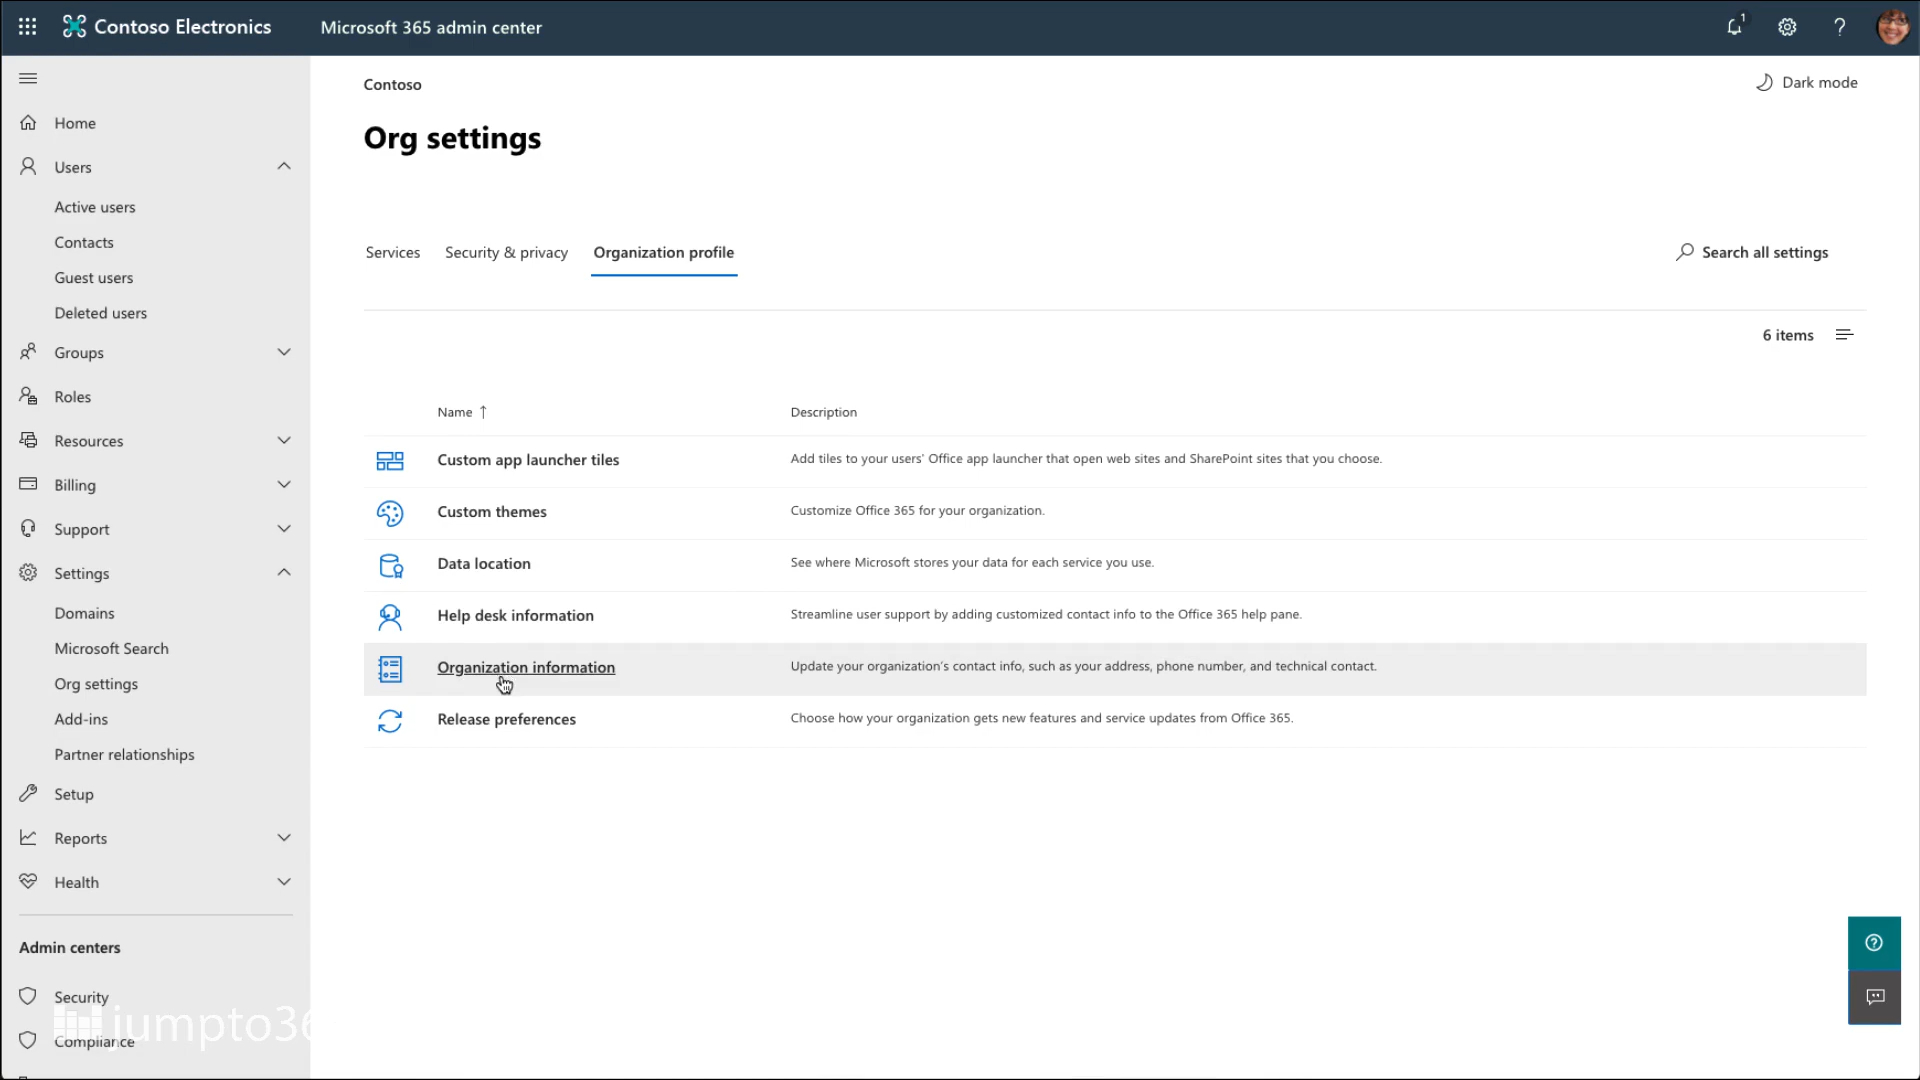 Contoso Electronics
Microsoft 365 admin center
1
Contoso
Dark mode
Org settings
Services
Security & privacy
Organization profile
Search all settings
6 items
Name ↑
Description
Custom app launcher tiles
Add tiles to your users' Office app launcher that open web sites and SharePoint sites that you choose.
Custom themes
Customize Office 365 for your organization.
Data location
See where Microsoft stores your data for each service you use.
Help desk information
Streamline user support by adding customized contact info to the Office 365 help pane.
Organization information
Update your organization's contact info, such as your address, phone number, and technical contact.
Release preferences
Choose how your organization gets new features and service updates from Office 365.
Home
Users
Active users
Contacts
Guest users
Deleted users
Groups
Roles
Resources
Billing
Support
Settings
Domains
Microsoft Search
Org settings
Add-ins
Partner relationships
Setup
Reports
Health
Admin centers
Security
Compliance
jumpto36